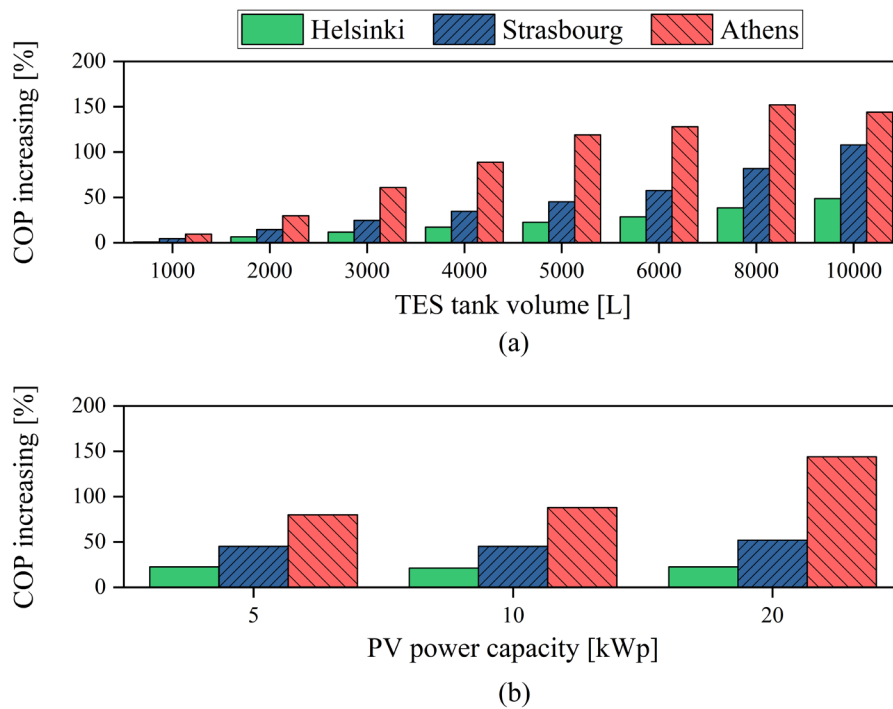 Helsinki Strasbourg Athens
COP increasing [%]
200
150
100
50
0
1000 2000 3000 4000 5000 6000 8000 10000
TES tank volume [L]
(a)
COP increasing [%]
200
150
100
50
0
5 10 20
PV power capacity [kWp]
(b)